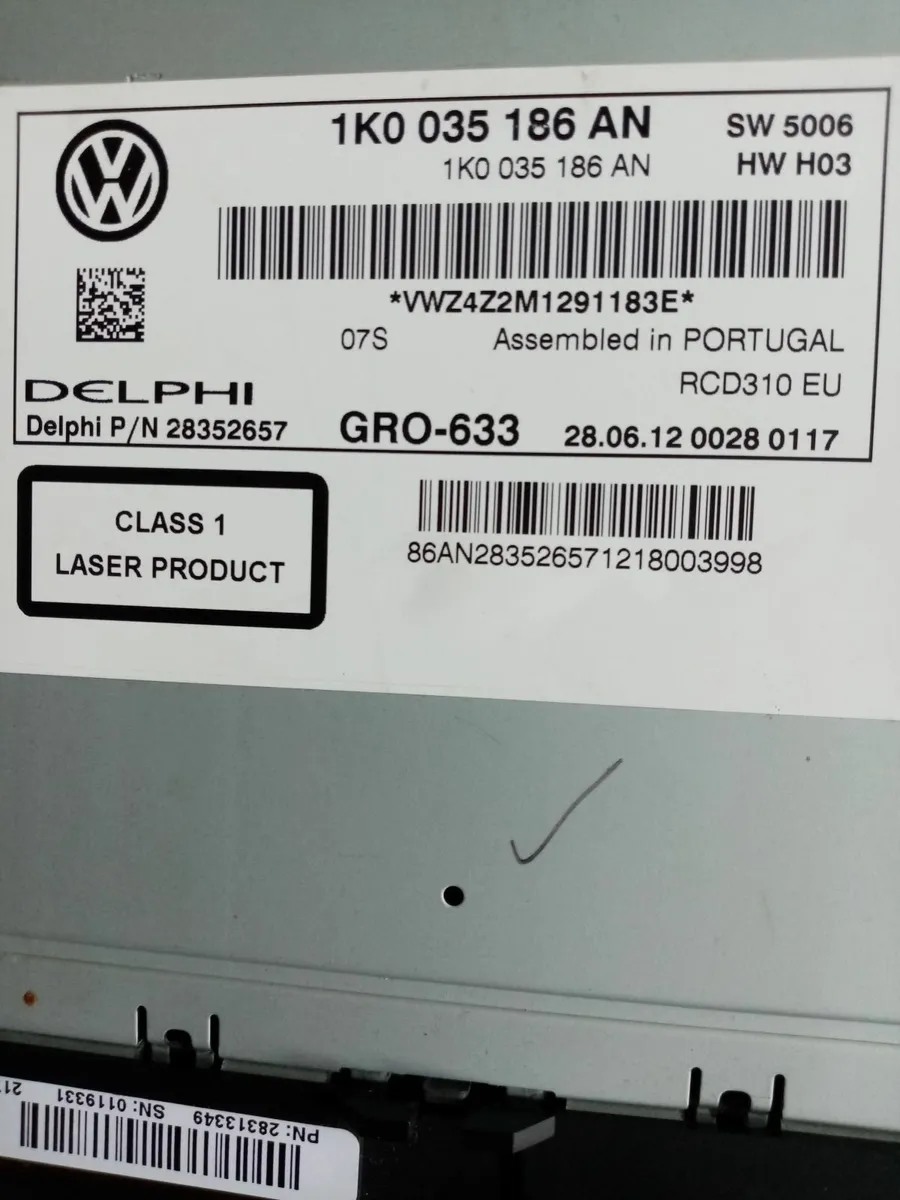 1K0 035 186 AN
SW 5006
1K0 035 186 AN
HW H03
*VWZ4Z2M1291183E*
07S
Assembled in PORTUGAL
RCD310 EU
DELPHI
Delphi P/N 28352657
GRO-633
28.06.12 0028 0117
CLASS 1
LASER PRODUCT
86AN283526571218003998
PN: 28313349 SN: 0119331